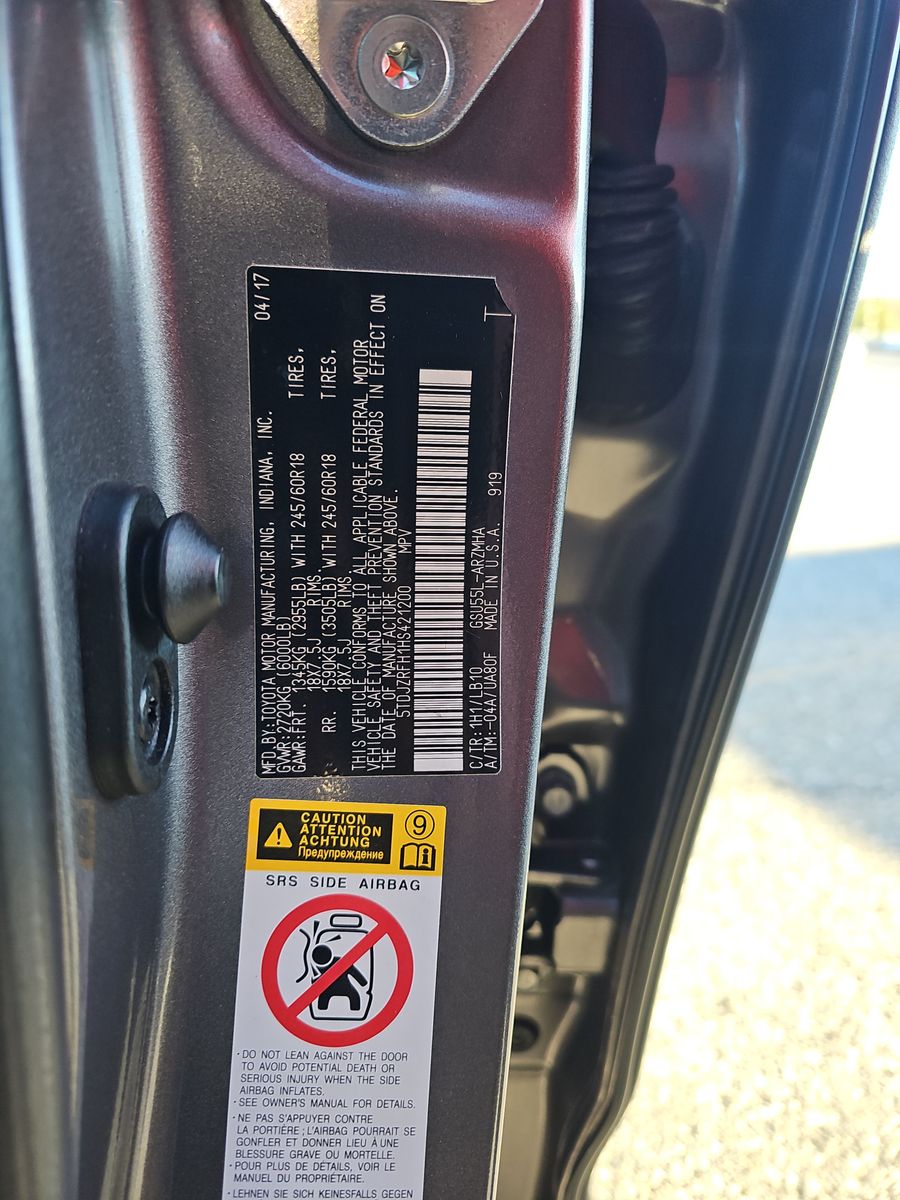 04/17
MFD.BY:TOYOTA MOTOR MANUFACTURING, INDIANA, INC.
GVWR:2720KG (6000LB)
GAWR:FRT. 1345KG (2955LB) WITH 245/60R18 TIRES,
18X7.5J RIMS
RR. 1590KG (3505LB) WITH 245/60R18 TIRES,
18X7.5J RIMS
THIS VEHICLE CONFORMS TO ALL APPLICABLE FEDERAL MOTOR
VEHICLE SAFETY AND THEFT PREVENTION STANDARDS IN EFFECT ON
THE DATE OF MANUFACTURE SHOWN ABOVE.
5TDJZRFH1HS421200 MPV
T
C/TR:1H1/LB10 GSU55L-ARZMHA
A/TM:-04A/UA80F MADE IN U.S.A. 919
CAUTION
ATTENTION
ACHTUNG
Предупреждение
9
i
SRS SIDE AIRBAG
· DO NOT LEAN AGAINST THE DOOR
TO AVOID POTENTIAL DEATH OR
SERIOUS INJURY WHEN THE SIDE
AIRBAG INFLATES.
· SEE OWNER'S MANUAL FOR DETAILS.
· NE PAS S'APPUYER CONTRE
LA PORTIÈRE ; L'AIRBAG POURRAIT SE
GONFLER ET DONNER LIEU À UNE
BLESSURE GRAVE OU MORTELLE.
· POUR PLUS DE DÉTAILS, VOIR LE
MANUEL DU PROPRIÉTAIRE.
· LEHNEN SIE SICH KEINESFALLS GEGEN